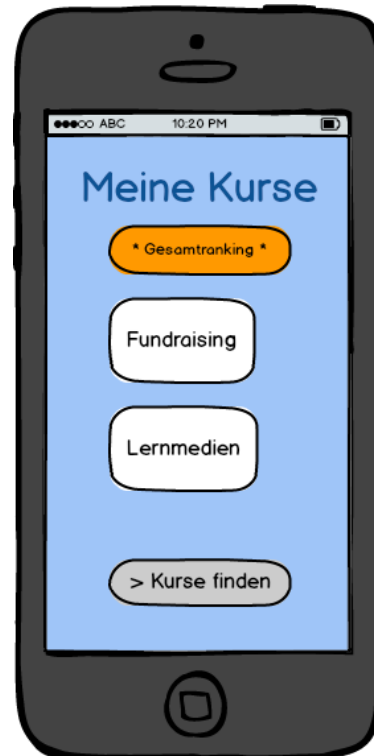 ABC 10:20 PM
Meine Kurse
* Gesamtranking *
Fundraising
Lernmedien
> Kurse finden